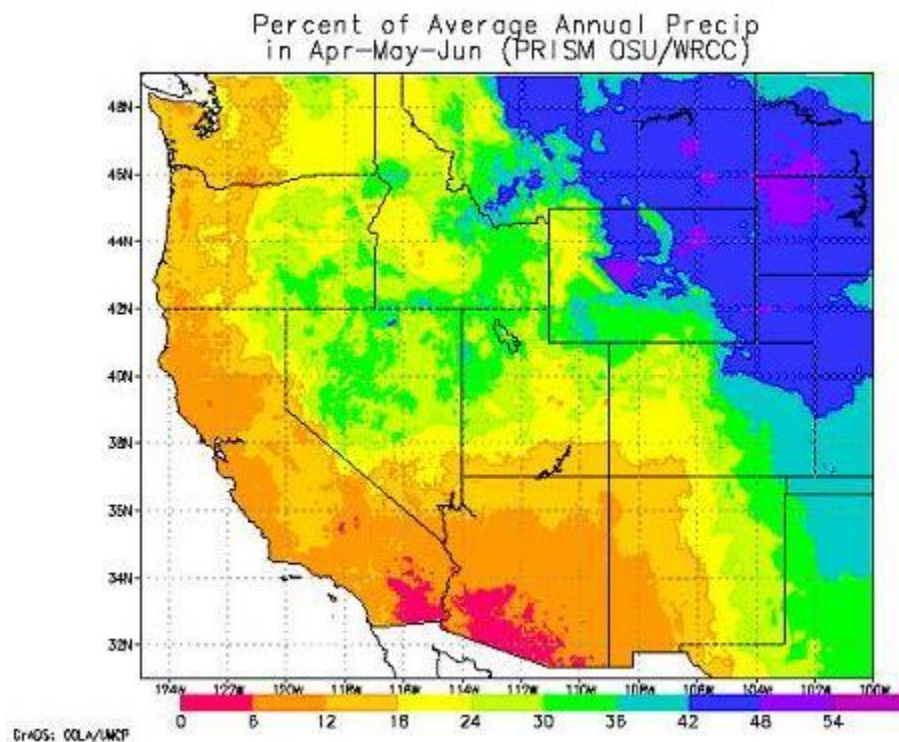 Percent of Average Annual Precip
in Apr-May-Jun (PRISM OSU/WRCC)
48N
46N
44N
42N
40N
38N
36N
34N
32N
124W 122W 120W 118W 116W 114W 112W 110W 108W 106W 104W 102W 100W
0 6 12 18 24 30 36 42 48 54
GrADS: COLA/UMCP